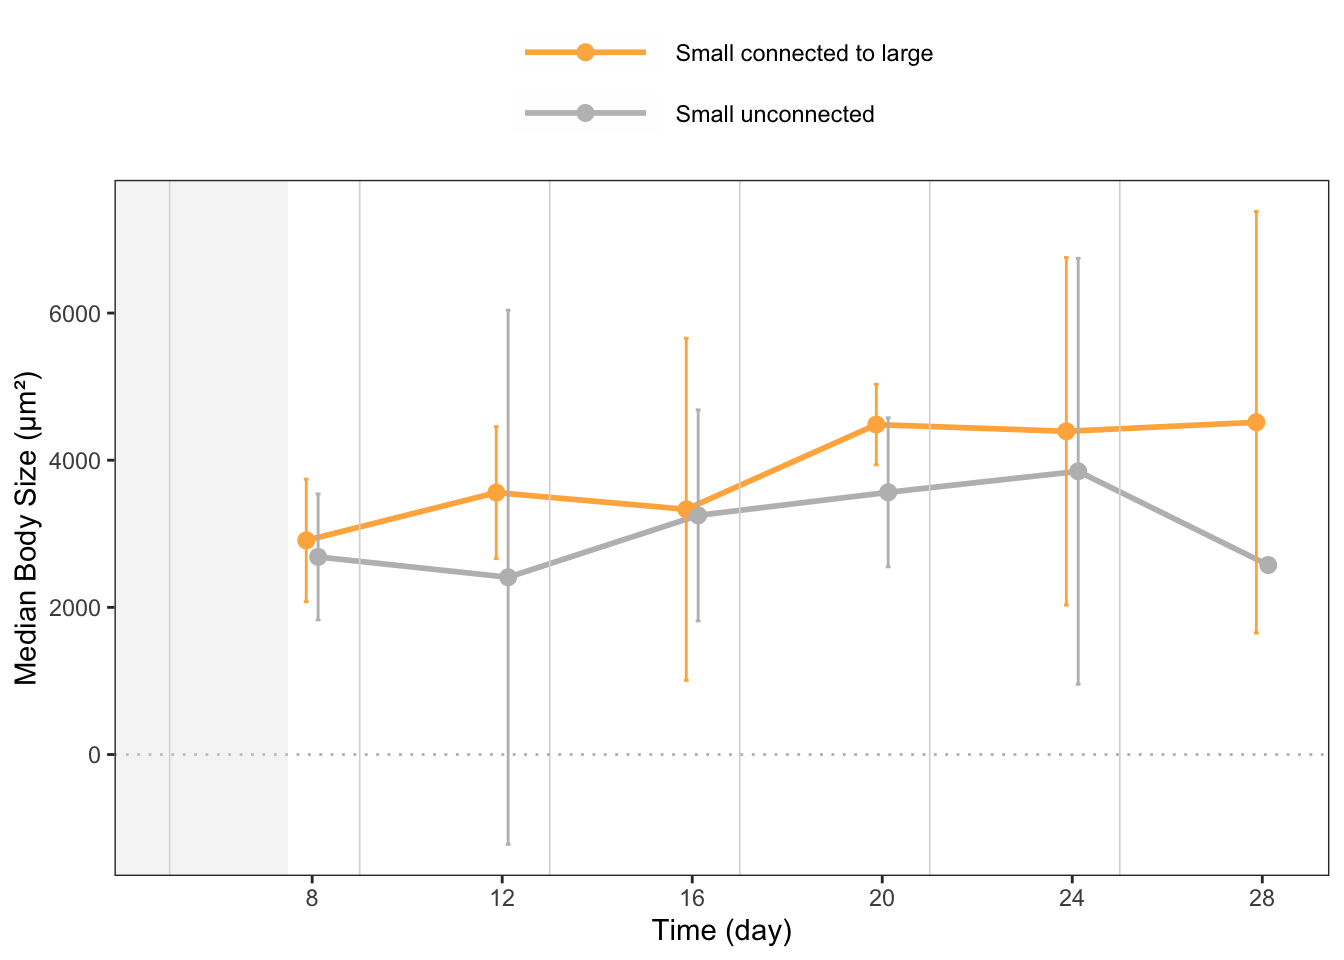 Small connected to large
Small unconnected
Median Body Size (µm²)
6000
4000
2000
0
8 12 16 20 24 28
Time (day)